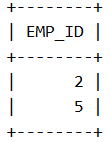 +--------+
| EMP_ID |
+--------+
|      2 |
|      5 |
+--------+